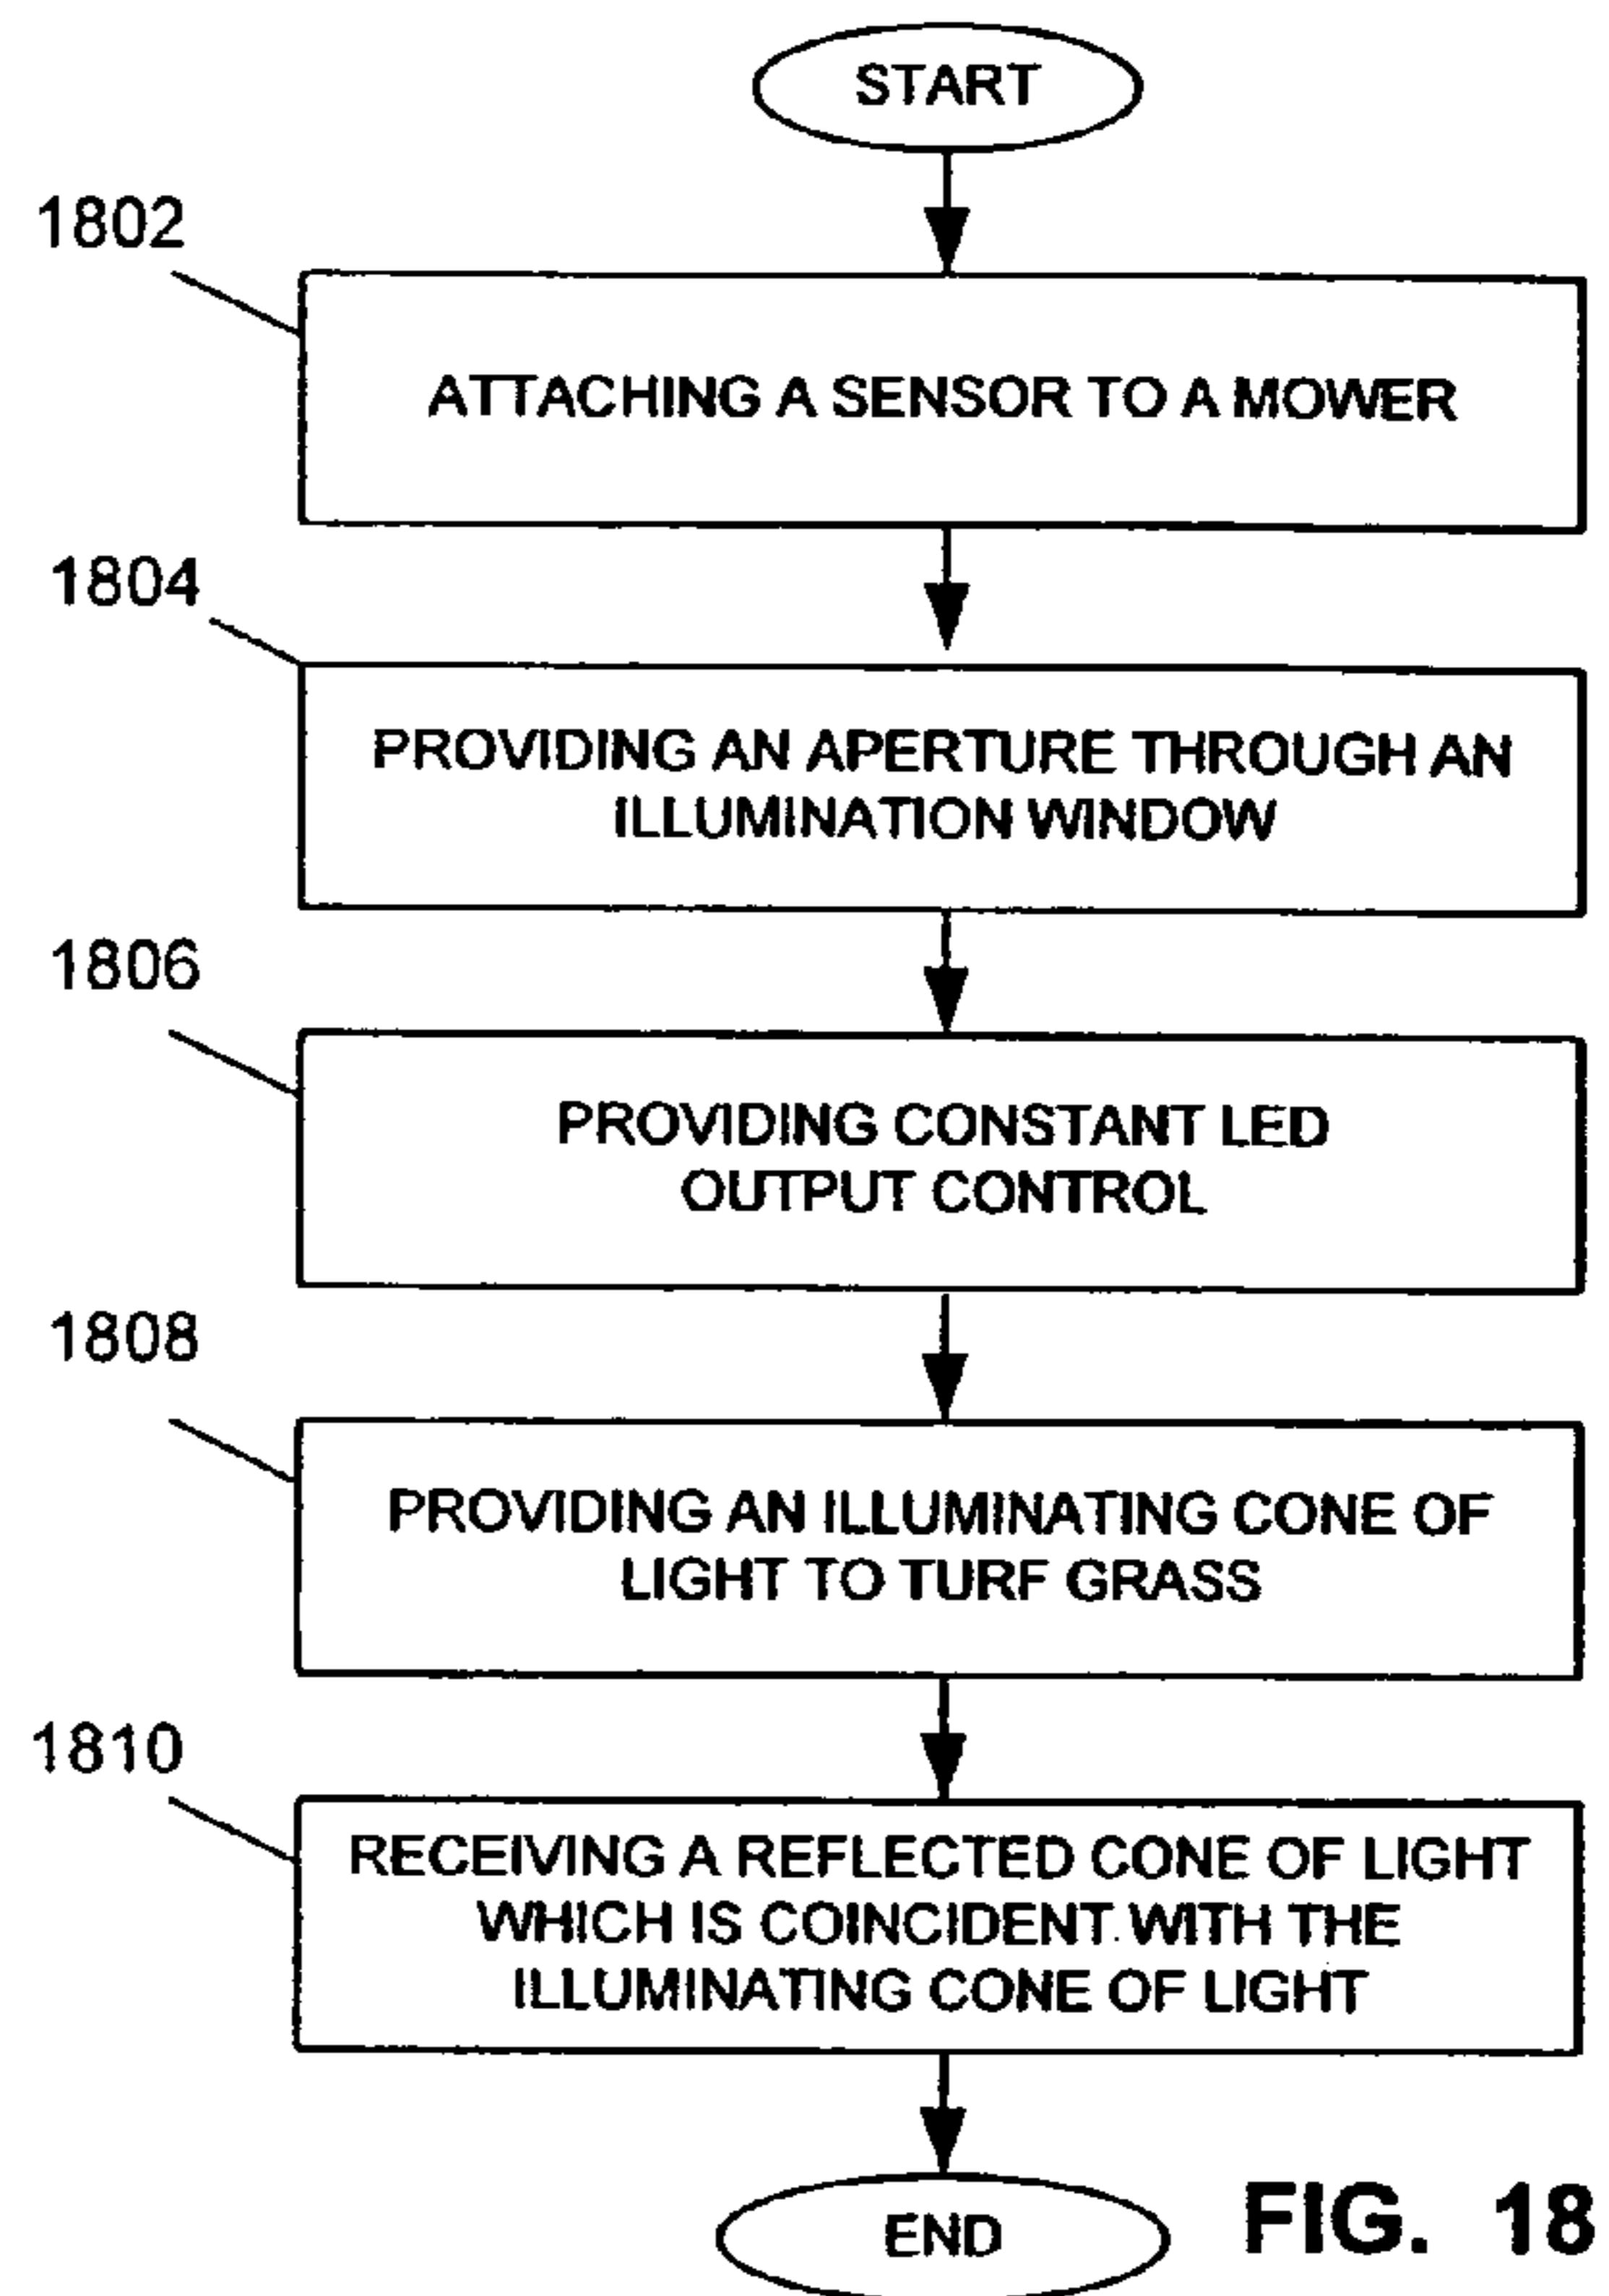 START
1802
ATTACHING A SENSOR TO A MOWER
1804
PROVIDING AN APERTURE THROUGH AN
ILLUMINATION WINDOW
1806
PROVIDING CONSTANT LED
OUTPUT CONTROL
1808
PROVIDING AN ILLUMINATING CONE OF
LIGHT TO TURF GRASS
1810
RECEIVING A REFLECTED CONE OF LIGHT
WHICH IS COINCIDENT WITH THE
ILLUMINATING CONE OF LIGHT
END
FIG. 18